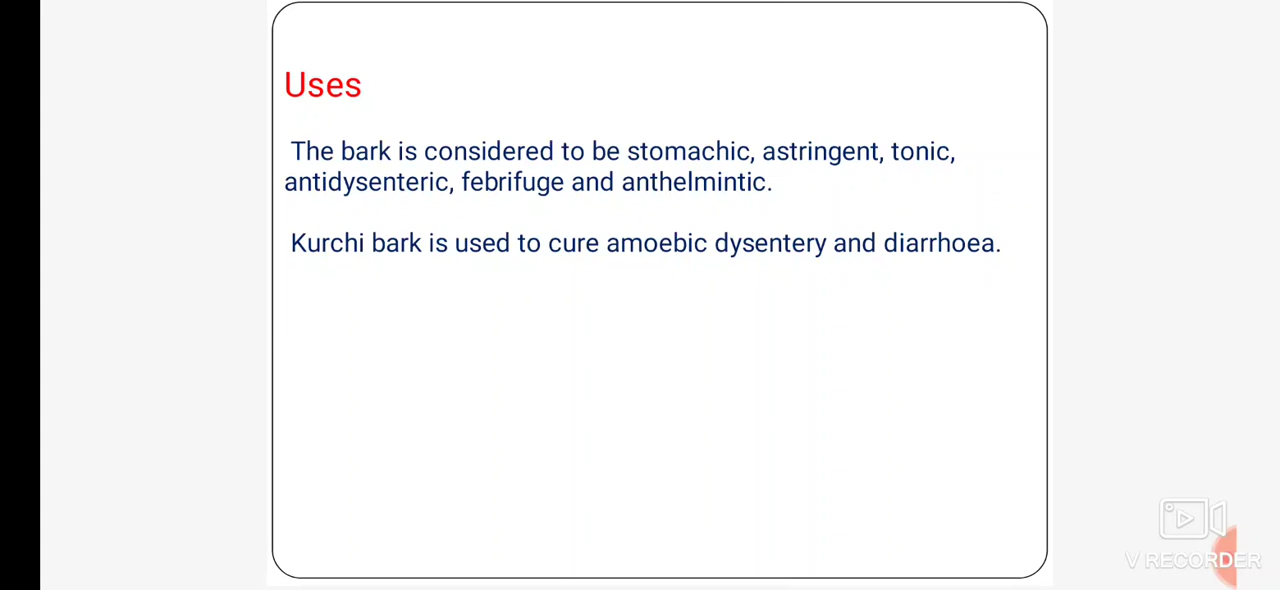 Uses
The bark is considered to be stomachic, astringent, tonic,
antidysenteric, febrifuge and anthelmintic.
Kurchi bark is used to cure amoebic dysentery and diarrhoea.
V RECORDER